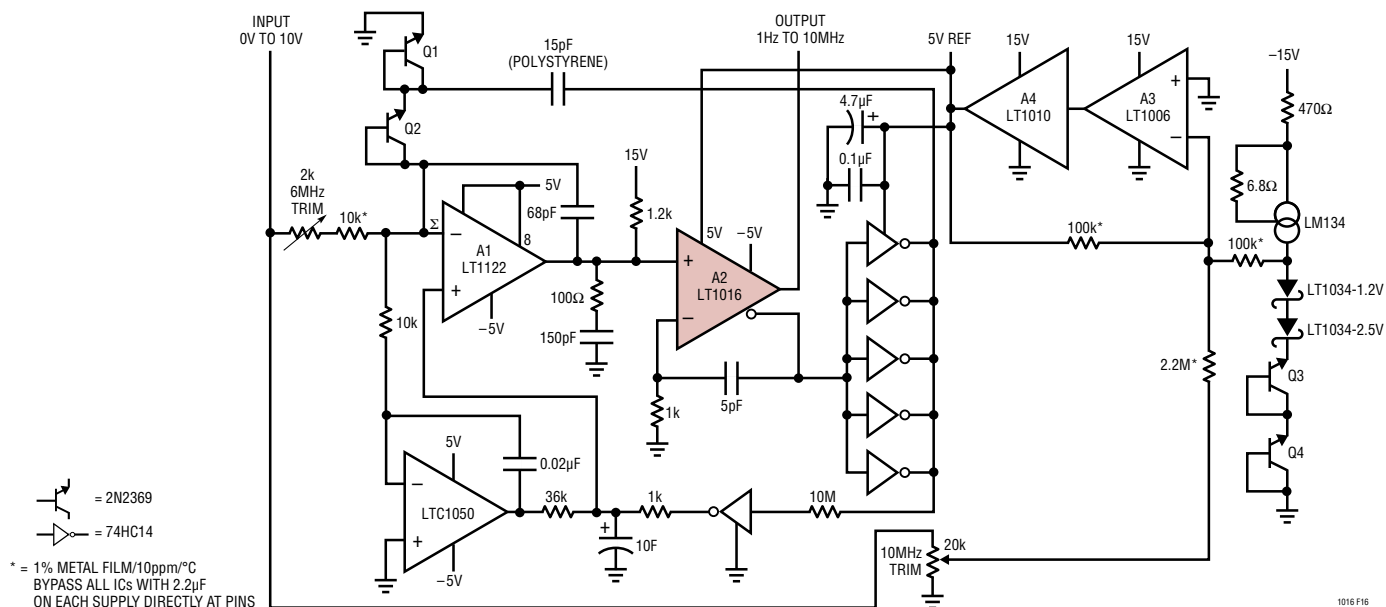 INPUT
0V TO 10V
OUTPUT
1Hz TO 10MHz
15pF
(POLYSTYRENE)
Q1
Q2
5V REF
15V
15V
–15V
A4
LT1010
A3
LT1006
+
–
470Ω
4.7µF
+
0.1µF
6.8Ω
LM134
2k
6MHz
TRIM
10k*
Σ
–
+
A1
LT1122
5V
8
–5V
68pF
15V
1.2k
100Ω
150pF
5V
–5V
+
–
A2
LT1016
100k*
100k*
LT1034-1.2V
LT1034-2.5V
10k
1k
5pF
2.2M*
Q3
Q4
5V
–
+
LTC1050
–5V
0.02µF
36k
1k
+
10F
10M
10MHz
TRIM
20k
= 2N2369
= 74HC14
* = 1% METAL FILM/10ppm/°C
BYPASS ALL ICs WITH 2.2µF
ON EACH SUPPLY DIRECTLY AT PINS
1016 F16